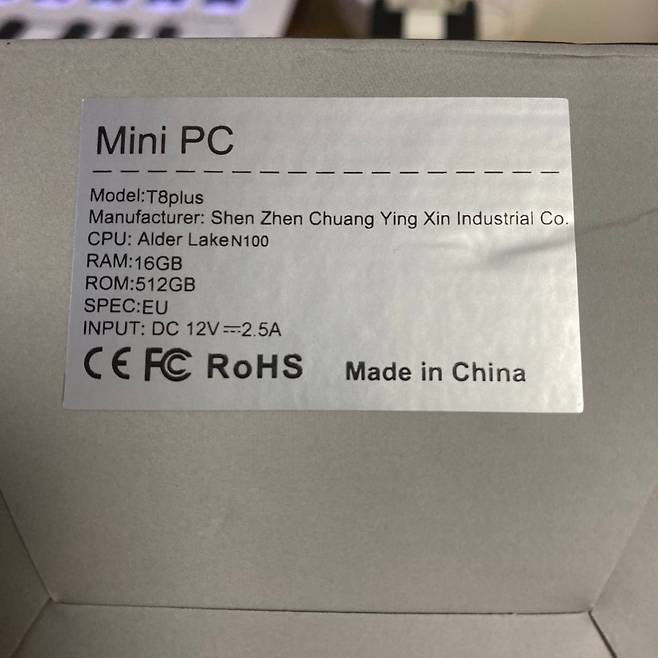 Mini PC
Model:T8plus
Manufacturer: Shen Zhen Chuang Ying Xin Industrial Co.
CPU: Alder Lake N100
RAM:16GB
ROM:512GB
SPEC:EU
INPUT: DC 12V⎓2.5A
CE FC RoHS Made in China